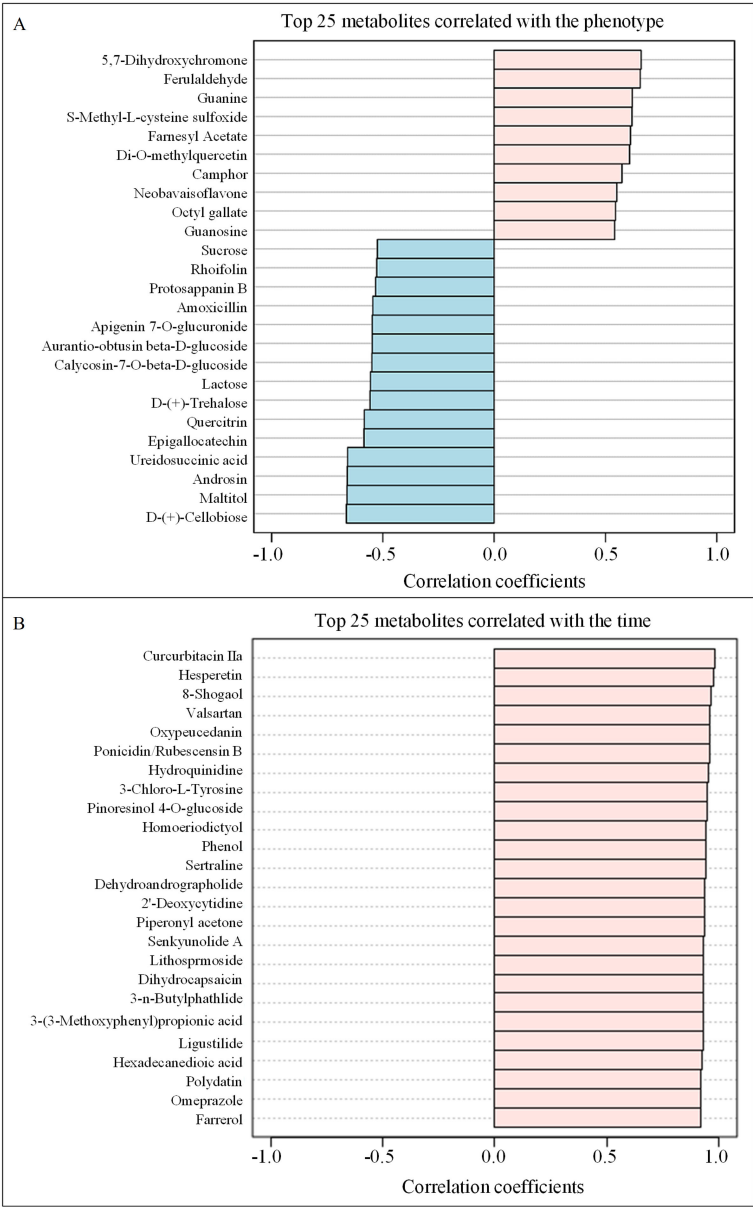 A
Top 25 metabolites correlated with the phenotype
5,7-Dihydroxychromone
Ferulaldehyde
Guanine
S-Methyl-L-cysteine sulfoxide
Farnesyl Acetate
Di-O-methylquercetin
Camphor
Neobavaisoflavone
Octyl gallate
Guanosine
Sucrose
Rhoifolin
Protosappanin B
Amoxicillin
Apigenin 7-O-glucuronide
Aurantio-obtusin beta-D-glucoside
Calycosin-7-O-beta-D-glucoside
Lactose
D-(+)-Trehalose
Quercitrin
Epigallocatechin
Ureidosuccinic acid
Androsin
Maltitol
D-(+)-Cellobiose
-1.0 -0.5 0.0 0.5 1.0
Correlation coefficients
B
Top 25 metabolites correlated with the time
Curcurbitacin IIa
Hesperetin
8-Shogaol
Valsartan
Oxypeucedanin
Ponicidin/Rubescensin B
Hydroquinidine
3-Chloro-L-Tyrosine
Pinoresinol 4-O-glucoside
Homoeriodictyol
Phenol
Sertraline
Dehydroandrographolide
2'-Deoxycytidine
Piperonyl acetone
Senkyunolide A
Lithosprmoside
Dihydrocapsaicin
3-n-Butylphathlide
3-(3-Methoxyphenyl)propionic acid
Ligustilide
Hexadecanedioic acid
Polydatin
Omeprazole
Farrerol
-1.0 -0.5 0.0 0.5 1.0
Correlation coefficients